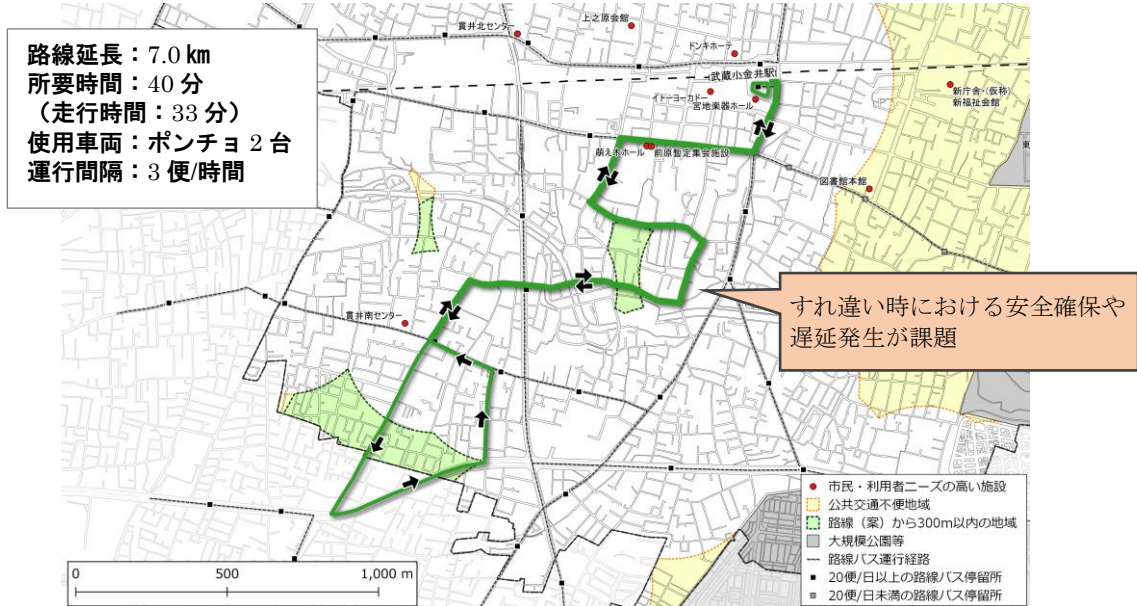 路線延長：7.0 km
所要時間：40 分
（走行時間：33 分）
使用車両：ポンチョ 2 台
運行間隔：3 便/時間
貫井北センター
上之原会館
ドンキホーテ
武蔵小金井駅
イトーヨーカドー
宮地楽器ホール
新庁舎・(仮称)
新福祉会館
萌え木ホール
前原暫定集会施設
図書館本館
貫井南センター
すれ違い時における安全確保や
遅延発生が課題
市民・利用者ニーズの高い施設
公共交通不便地域
路線（案）から300m以内の地域
大規模公園等
路線バス運行経路
20便/日以上の路線バス停留所
20便/日未満の路線バス停留所
0 500 1,000 m